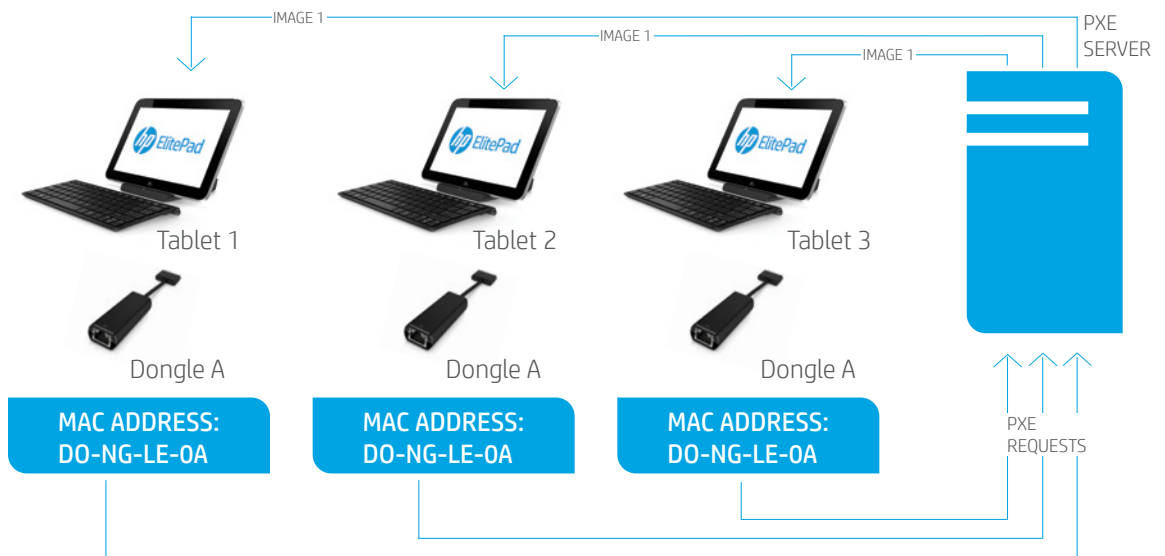 IMAGE 1
IMAGE 1
IMAGE 1
PXE
SERVER
hp ElitePad
hp ElitePad
hp ElitePad
Tablet 1
Tablet 2
Tablet 3
Dongle A
Dongle A
Dongle A
MAC ADDRESS:
DO-NG-LE-0A
MAC ADDRESS:
DO-NG-LE-0A
MAC ADDRESS:
DO-NG-LE-0A
PXE
REQUESTS